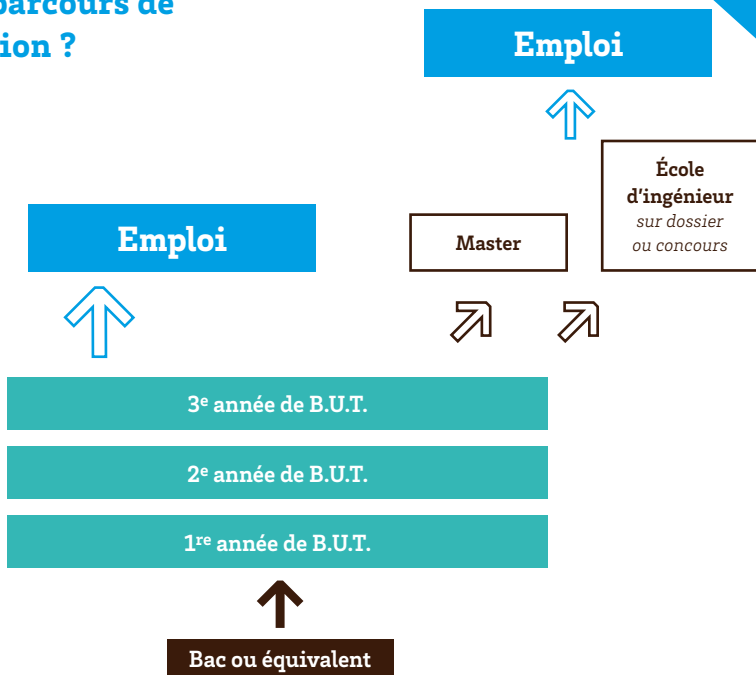 parcours de
ion ?
Emploi
École
d'ingénieur
sur dossier
ou concours
Emploi
Master
3e année de B.U.T.
2e année de B.U.T.
1re année de B.U.T.
Bac ou équivalent